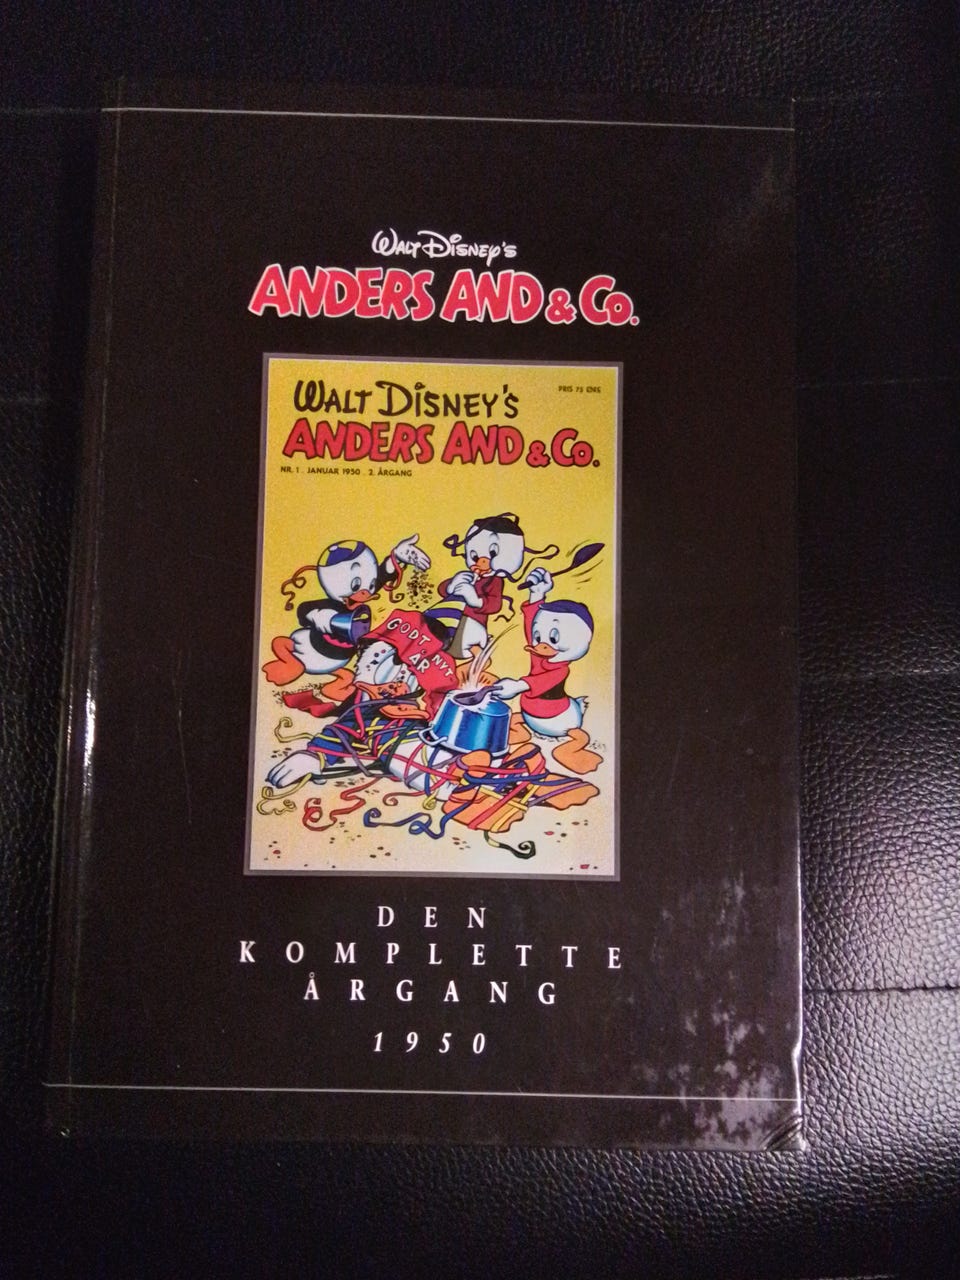 Walt Disney's
ANDERS AND & Co.
WALT DISNEY'S
PRIS 75 ØRE
ANDERS AND & Co.
NR. 1 . JANUAR 1950 . 2. ÅRGANG
GODT NYT
ÅR
DEN
KOMPLETTE
ÅRGANG
1950